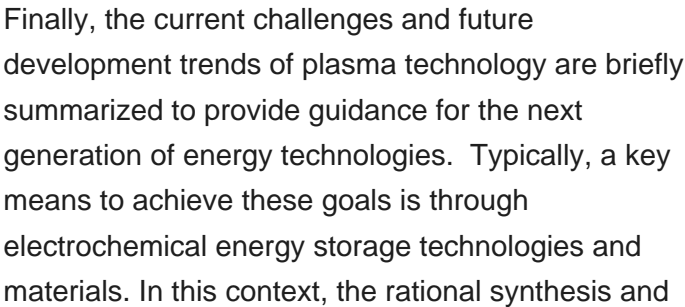 Finally, the current challenges and future
development trends of plasma technology are briefly
summarized to provide guidance for the next
generation of energy technologies.  Typically, a key
means to achieve these goals is through
electrochemical energy storage technologies and
materials. In this context, the rational synthesis and